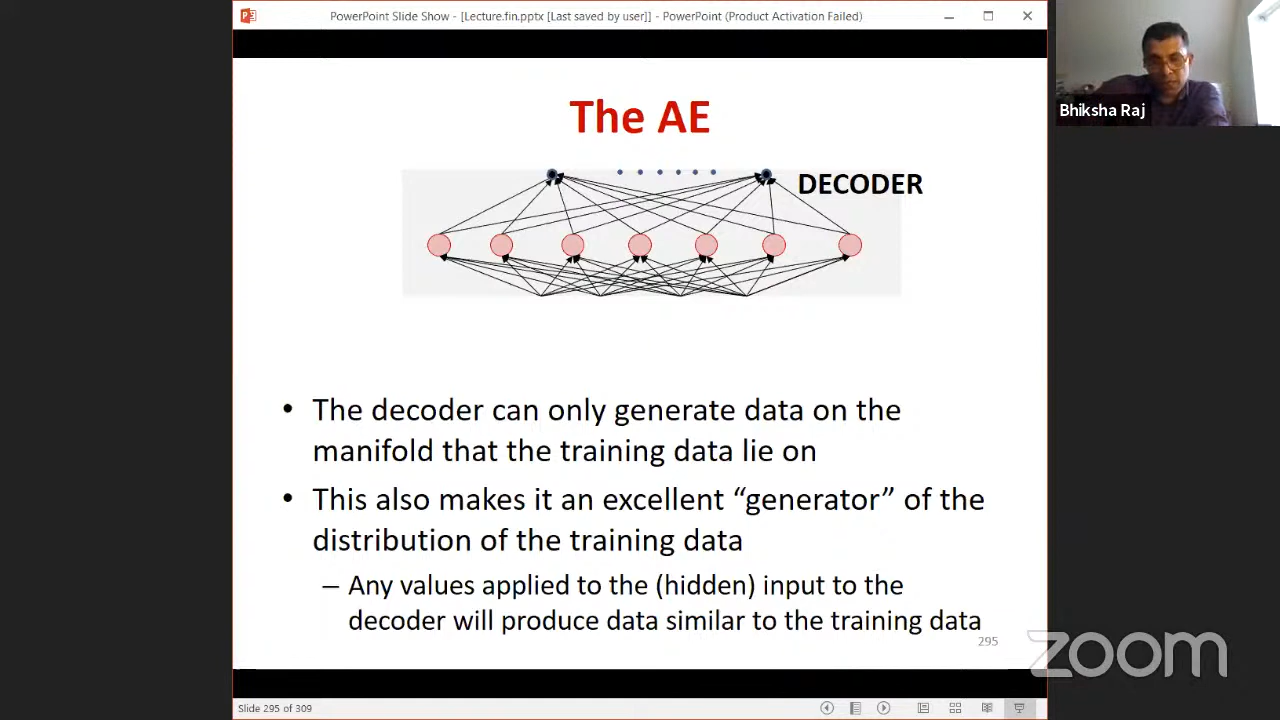 PowerPoint Slide Show - [Lecture.fin.pptx [Last saved by user]] - PowerPoint (Product Activation Failed)
Bhiksha Raj
The AE
DECODER
• The decoder can only generate data on the
manifold that the training data lie on
• This also makes it an excellent “generator” of the
distribution of the training data
– Any values applied to the (hidden) input to the
decoder will produce data similar to the training data
295
zoom
Slide 295 of 309